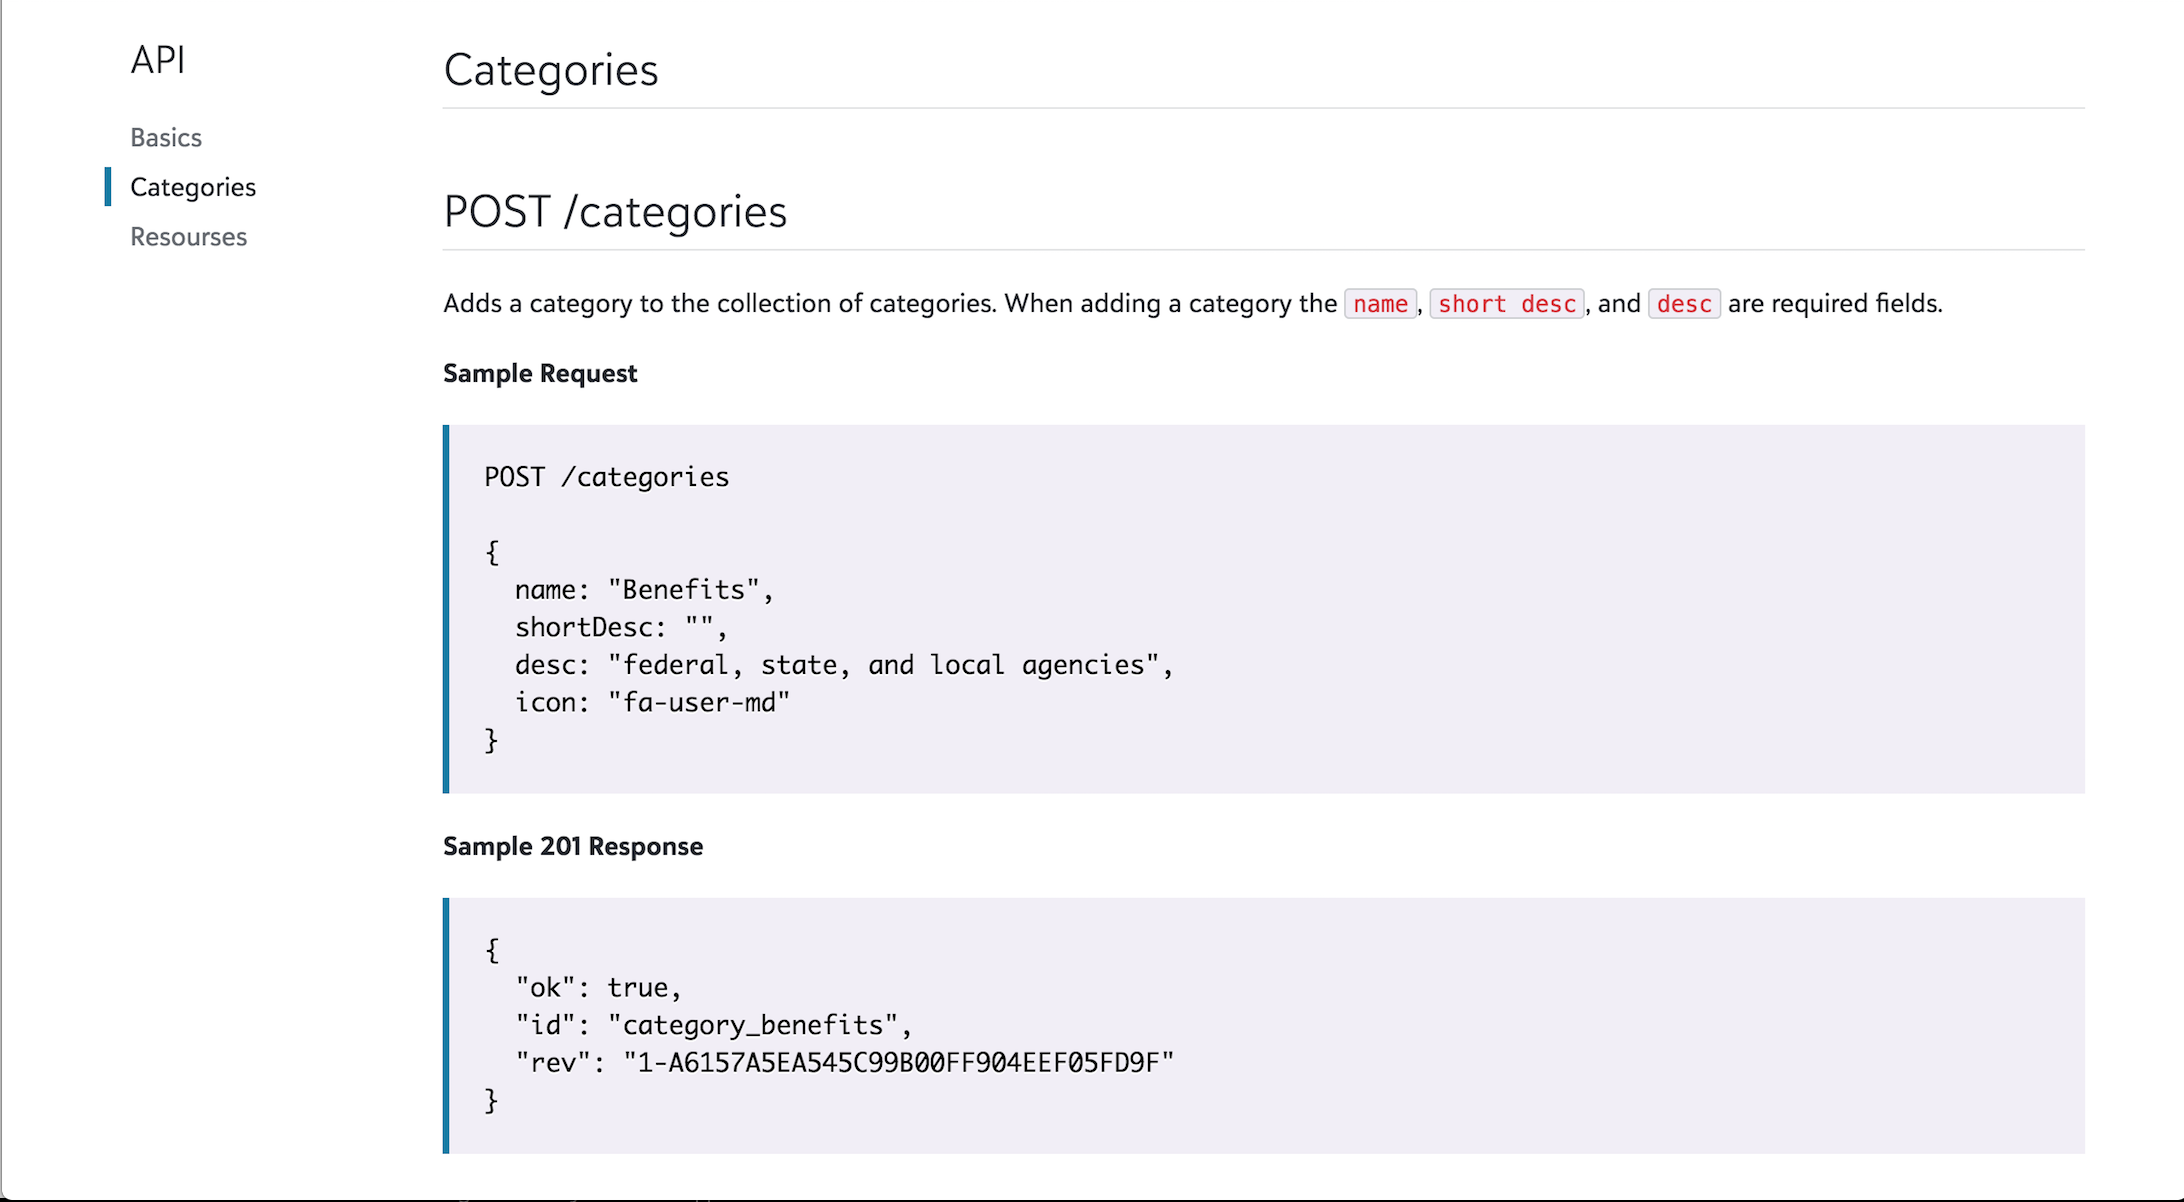 API
Basics
Categories
Resourses
Categories
POST /categories
Adds a category to the collection of categories. When adding a category the name, short desc, and desc are required fields.
Sample Request
POST /categories
{
  name: "Benefits",
  shortDesc: "",
  desc: "federal, state, and local agencies",
  icon: "fa-user-md"
}
Sample 201 Response
{
  "ok": true,
  "id": "category_benefits",
  "rev": "1-A6157A5EA545C99B00FF904EEF05FD9F"
}